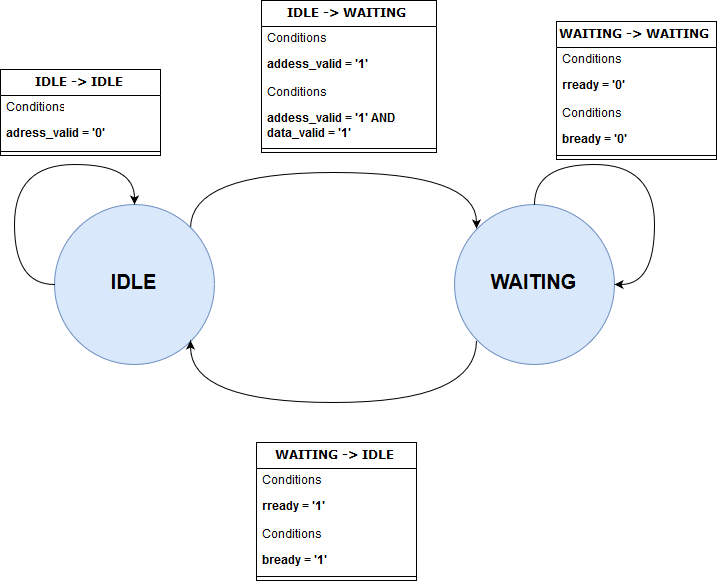 IDLE -> WAITING
Conditions
addess_valid = '1'
Conditions
addess_valid = '1' AND
data_valid = '1'
WAITING -> WAITING
Conditions
rready = '0'
Conditions
bready = '0'
IDLE -> IDLE
Conditions
adress_valid = '0'
IDLE
WAITING
WAITING -> IDLE
Conditions
rready = '1'
Conditions
bready = '1'